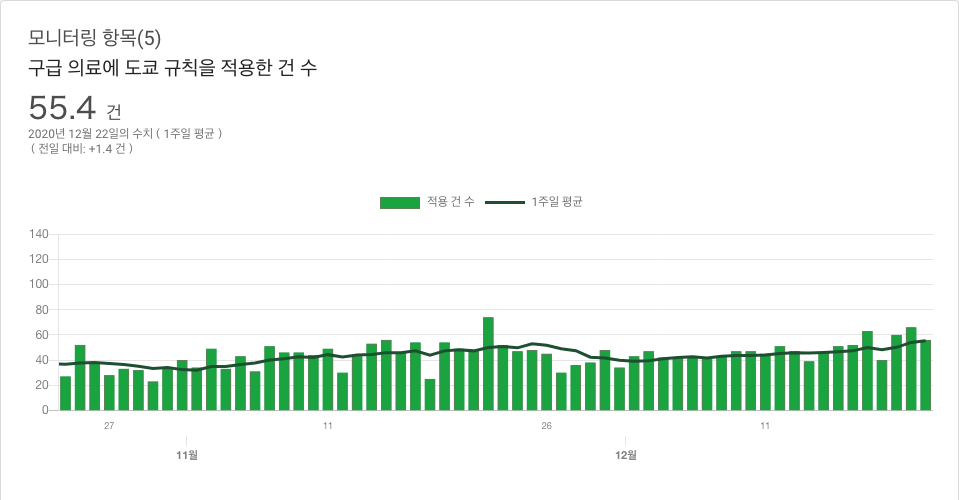 모니터링 항목(5)
구급 의료에 도쿄 규칙을 적용한 건 수
55.4 건
2020년 12월 22일의 수치 ( 1주일 평균 )
( 전일 대비: +1.4 건 )
적용 건 수 1주일 평균
140
120
100
80
60
40
20
0
27 11 26 11
11월 12월